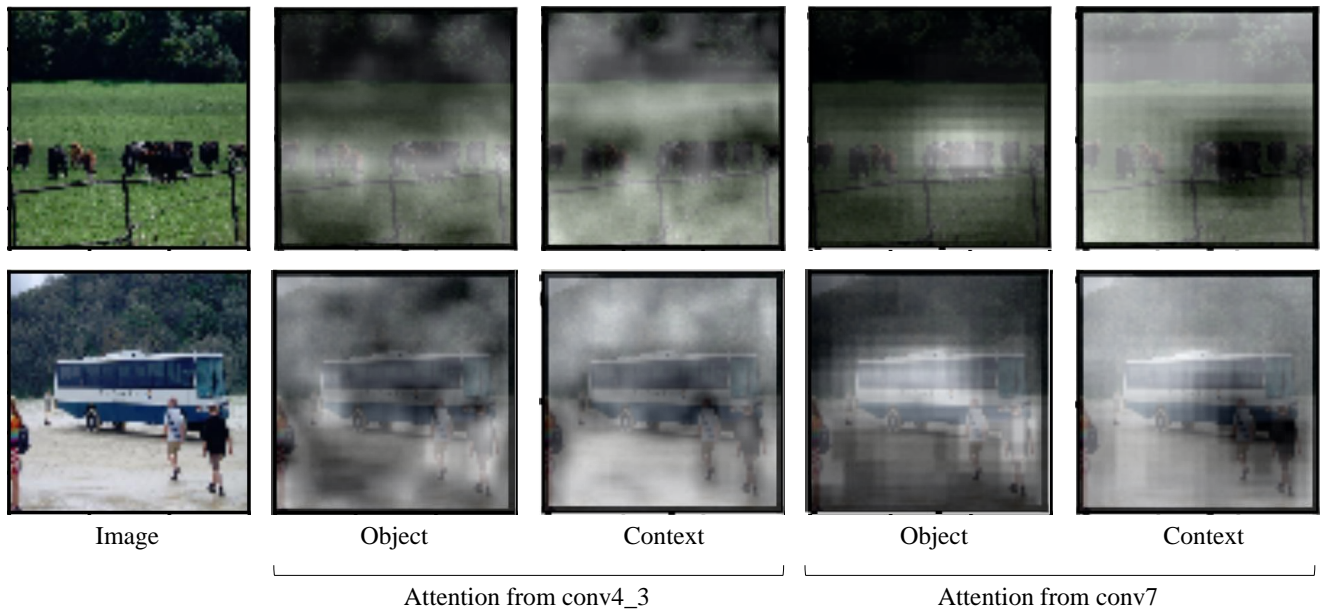 Image Object Context Object Context
Attention from conv4_3 Attention from conv7